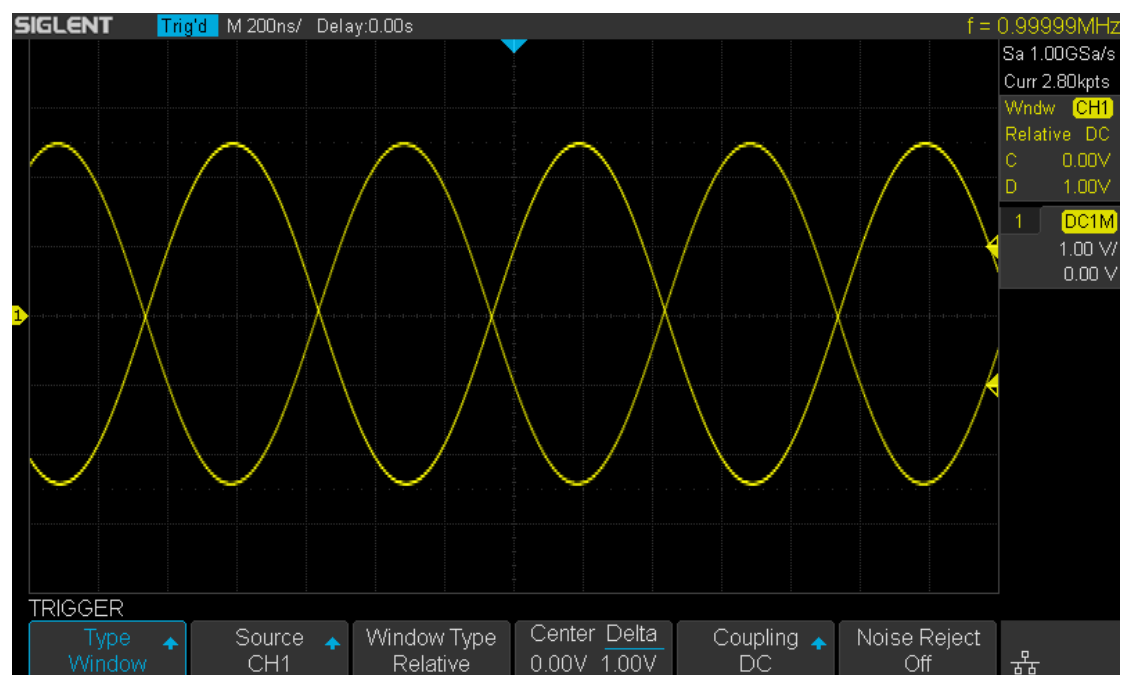 SIGLENT Trig'd M 200ns/ Delay:0.00s f = 0.99999MHz
Sa 1.00GSa/s
Curr 2.80kpts
Wndw CH1
Relative DC
C 0.00V
D 1.00V
1 DC1M
1.00 V/
0.00 V
1
TRIGGER
Type Source Window Type Center Delta Coupling Noise Reject
Window CH1 Relative 0.00V 1.00V DC Off